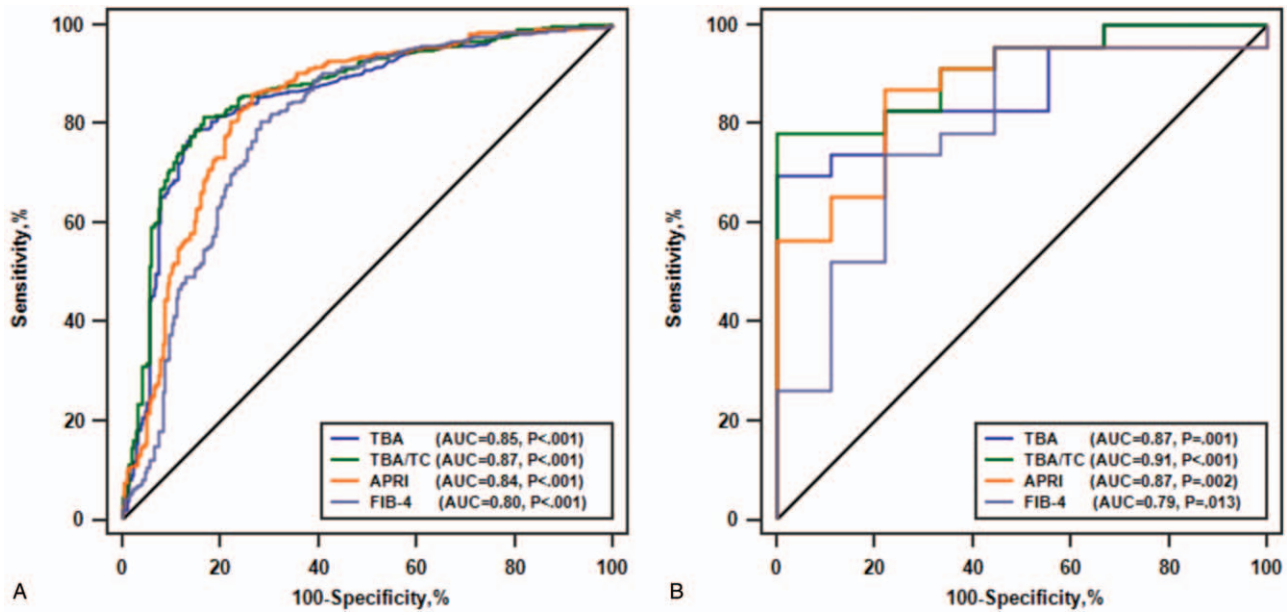 100
80
60
40
20
0
Sensitivity,%
TBA (AUC=0.85, P<.001)
TBA/TC (AUC=0.87, P<.001)
APRI (AUC=0.84, P<.001)
FIB-4 (AUC=0.80, P<.001)
0 20 40 60 80 100
100-Specificity,%
A
100
80
60
40
20
0
Sensitivity,%
TBA (AUC=0.87, P=.001)
TBA/TC (AUC=0.91, P<.001)
APRI (AUC=0.87, P=.002)
FIB-4 (AUC=0.79, P=.013)
0 20 40 60 80 100
100-Specificity,%
B